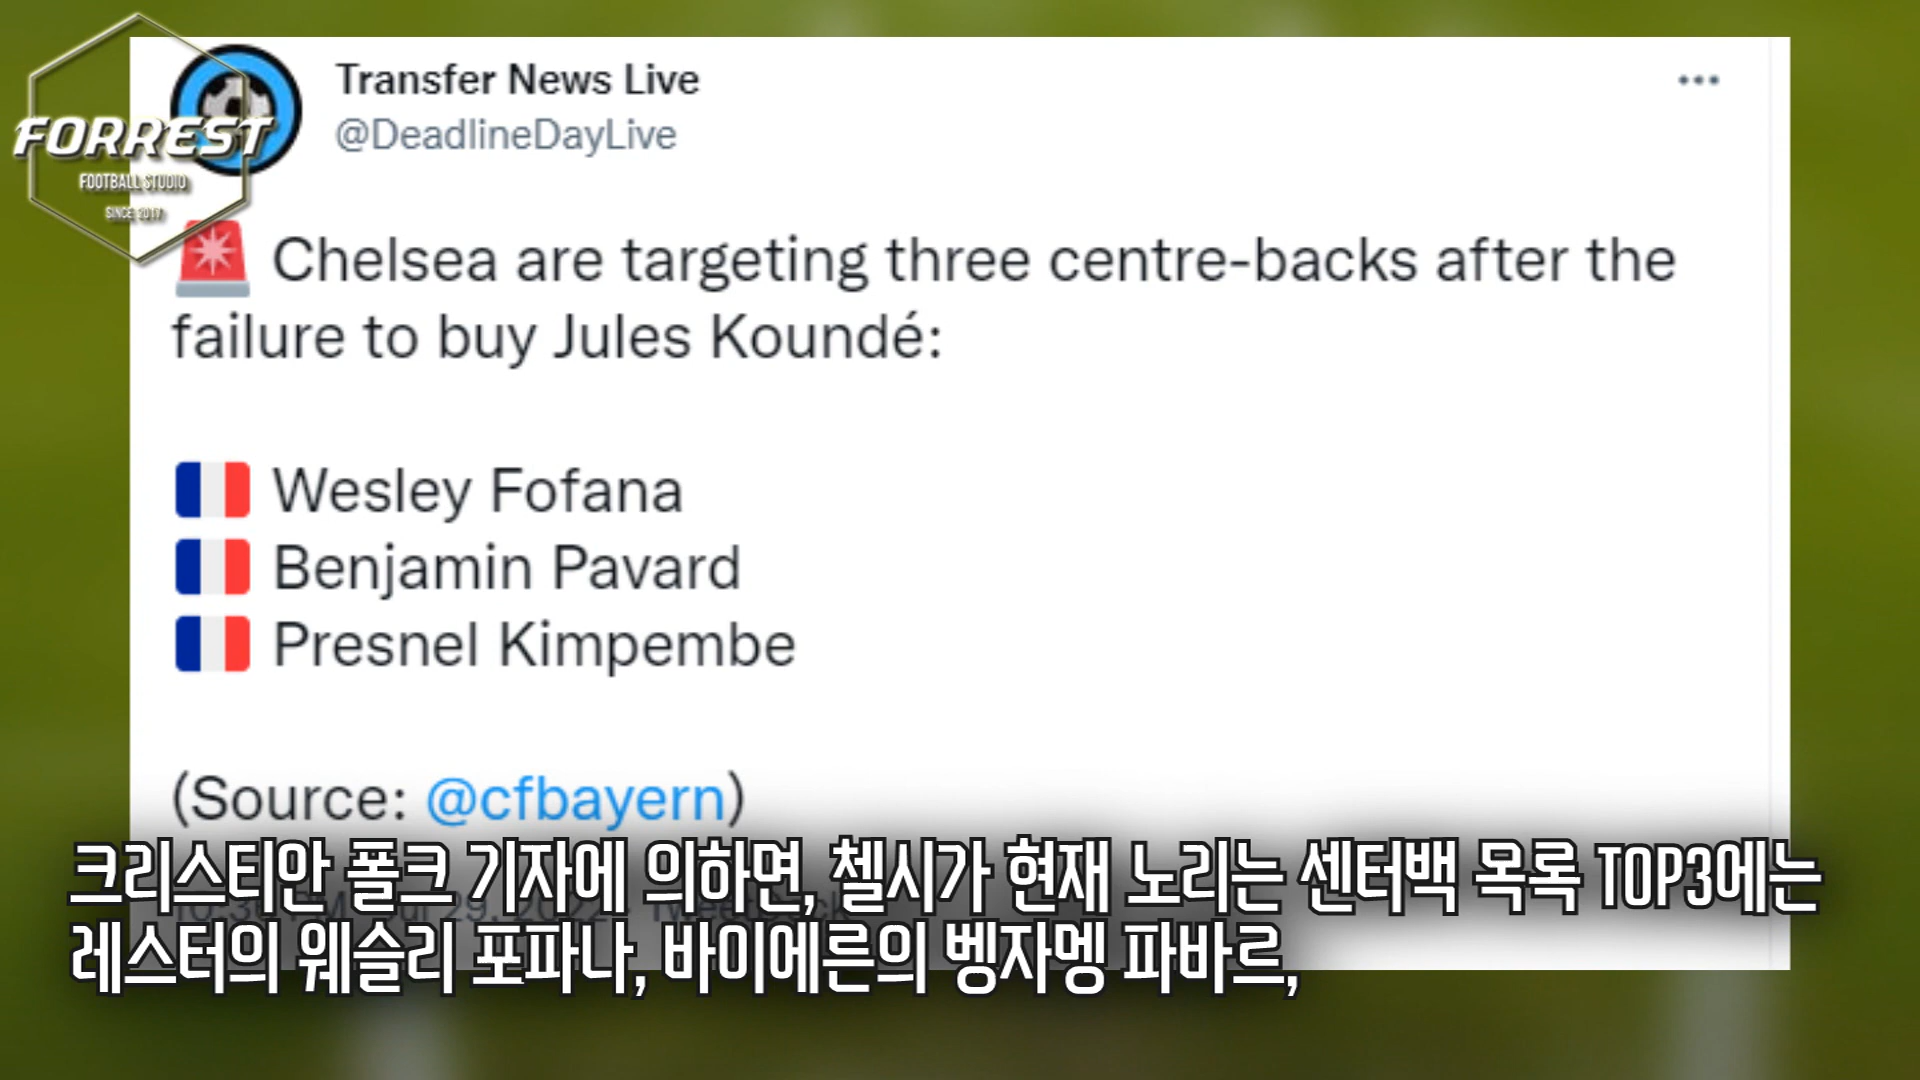 FORREST
FOOTBALL STUDIO
SINCE 2017
Transfer News Live
@DeadlineDayLive
Chelsea are targeting three centre-backs after the
failure to buy Jules Koundé:
Wesley Fofana
Benjamin Pavard
Presnel Kimpembe
(Source: @cfbayern)
크리스티안 폴크 기자에 의하면, 첼시가 현재 노리는 센터백 목록 TOP3에는
레스터의 웨슬리 포파나, 바이에른의 벵자멩 파바르,